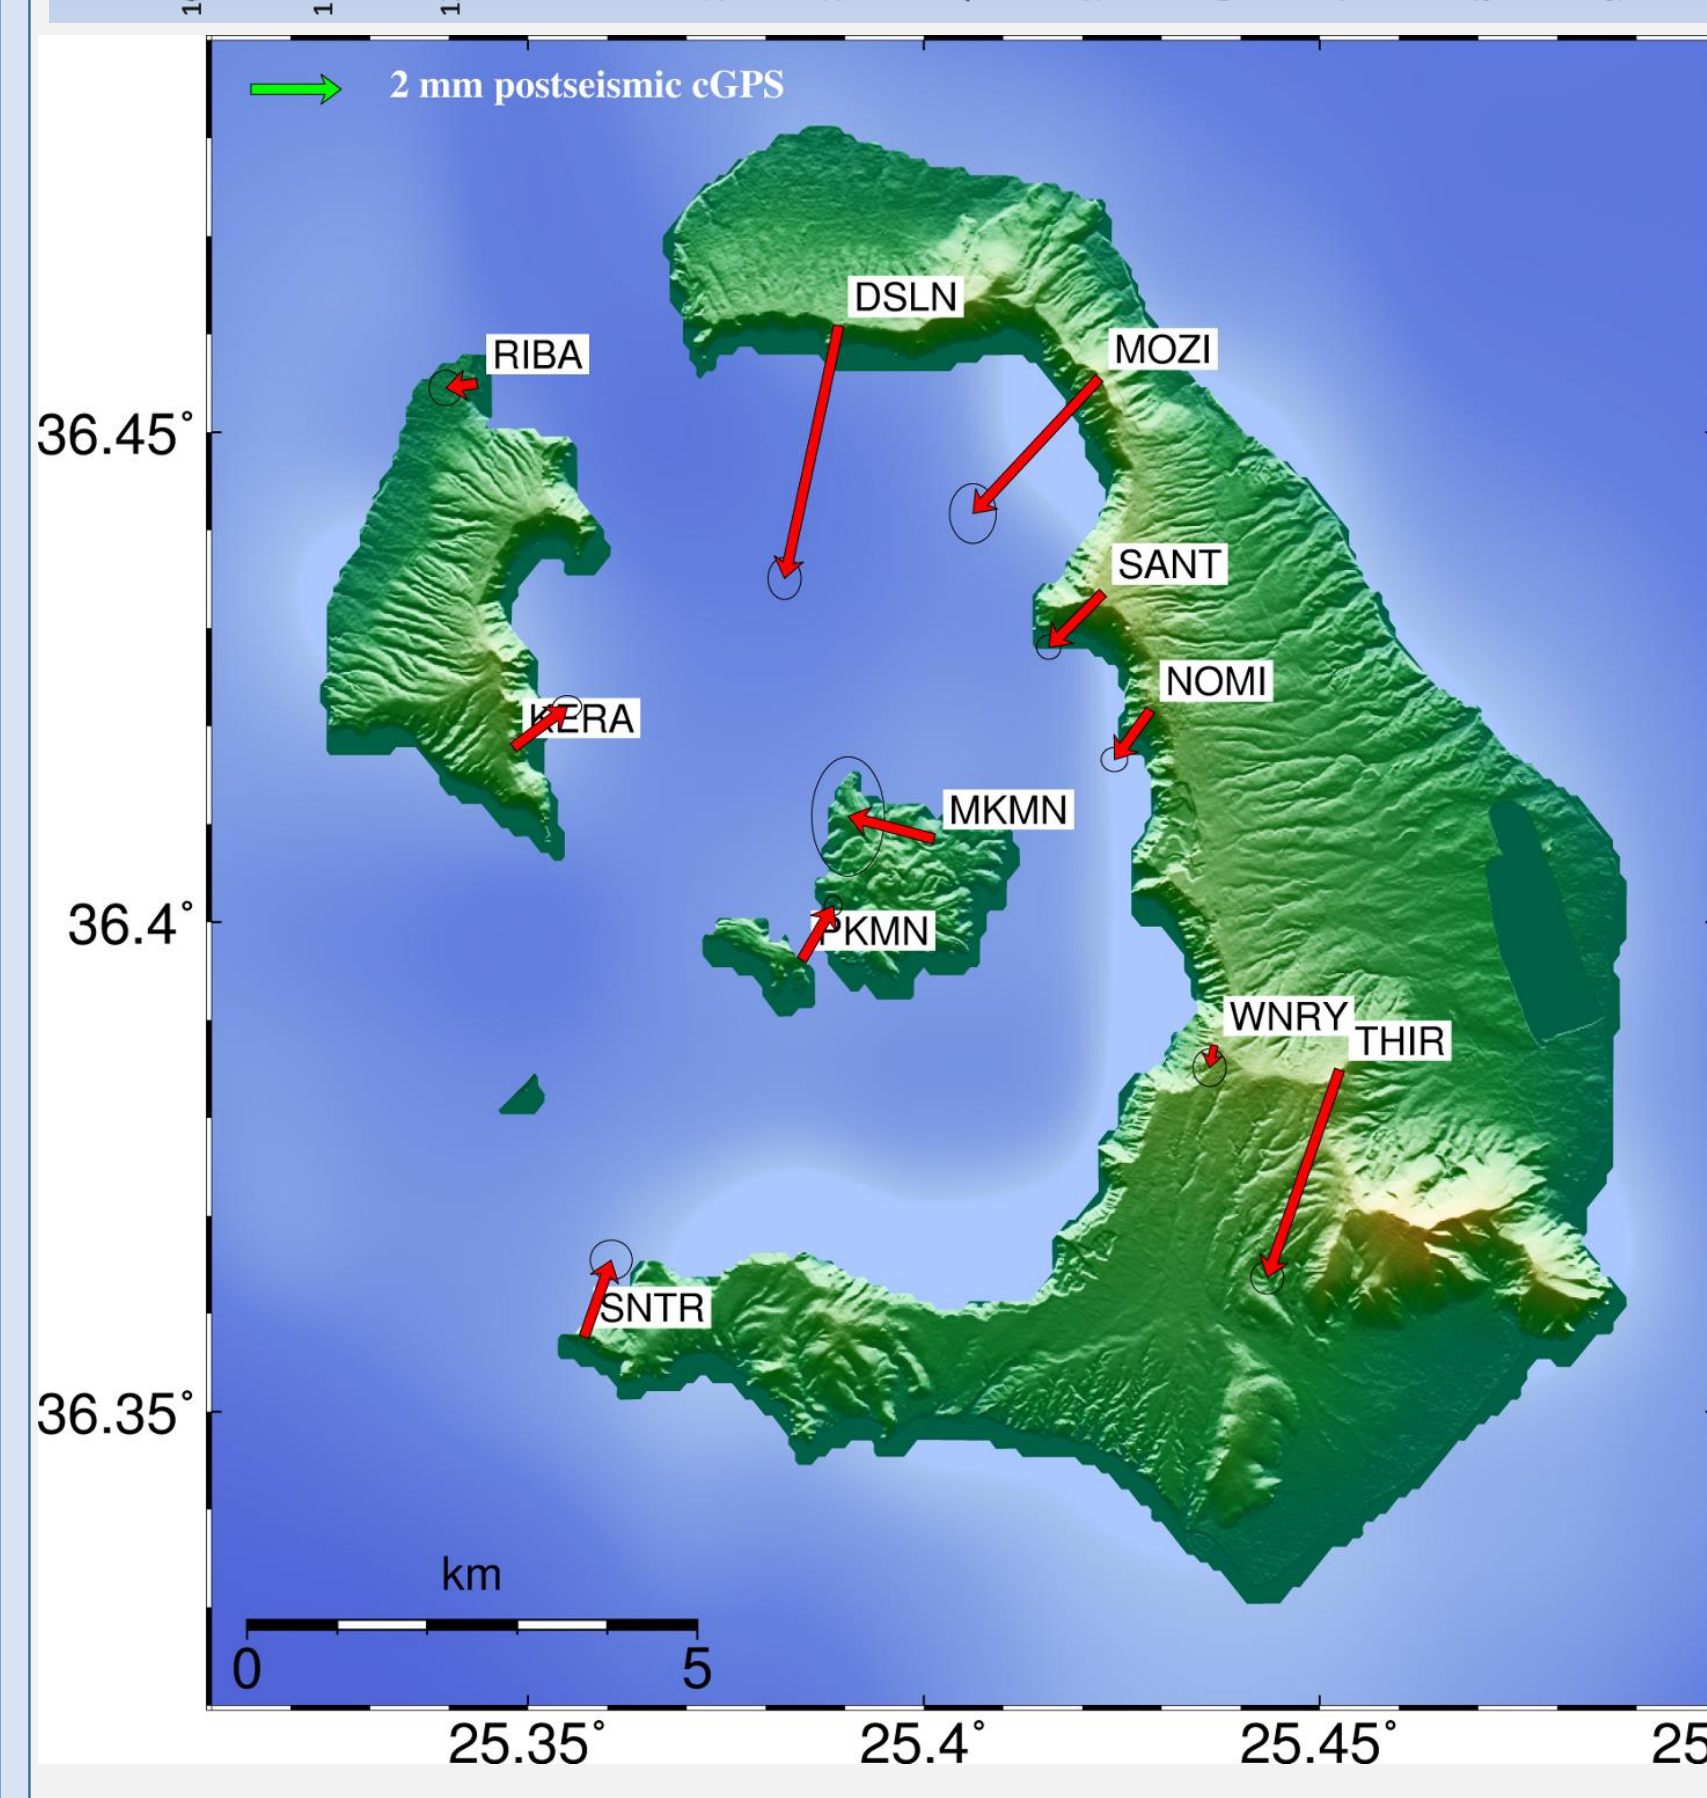 2 mm postseismic cGPS
DSLN
MOZI
RIBA
36.45°
SANT
NOMI
KERA
MKMN
36.4°
PKMN
WNRY
THIR
SNTR
36.35°
km
0 5
25.35° 25.4° 25.45°